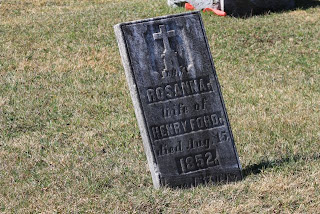 ROSANNA.
wife of
HENRY FORD.
died Aug. 15
1852.